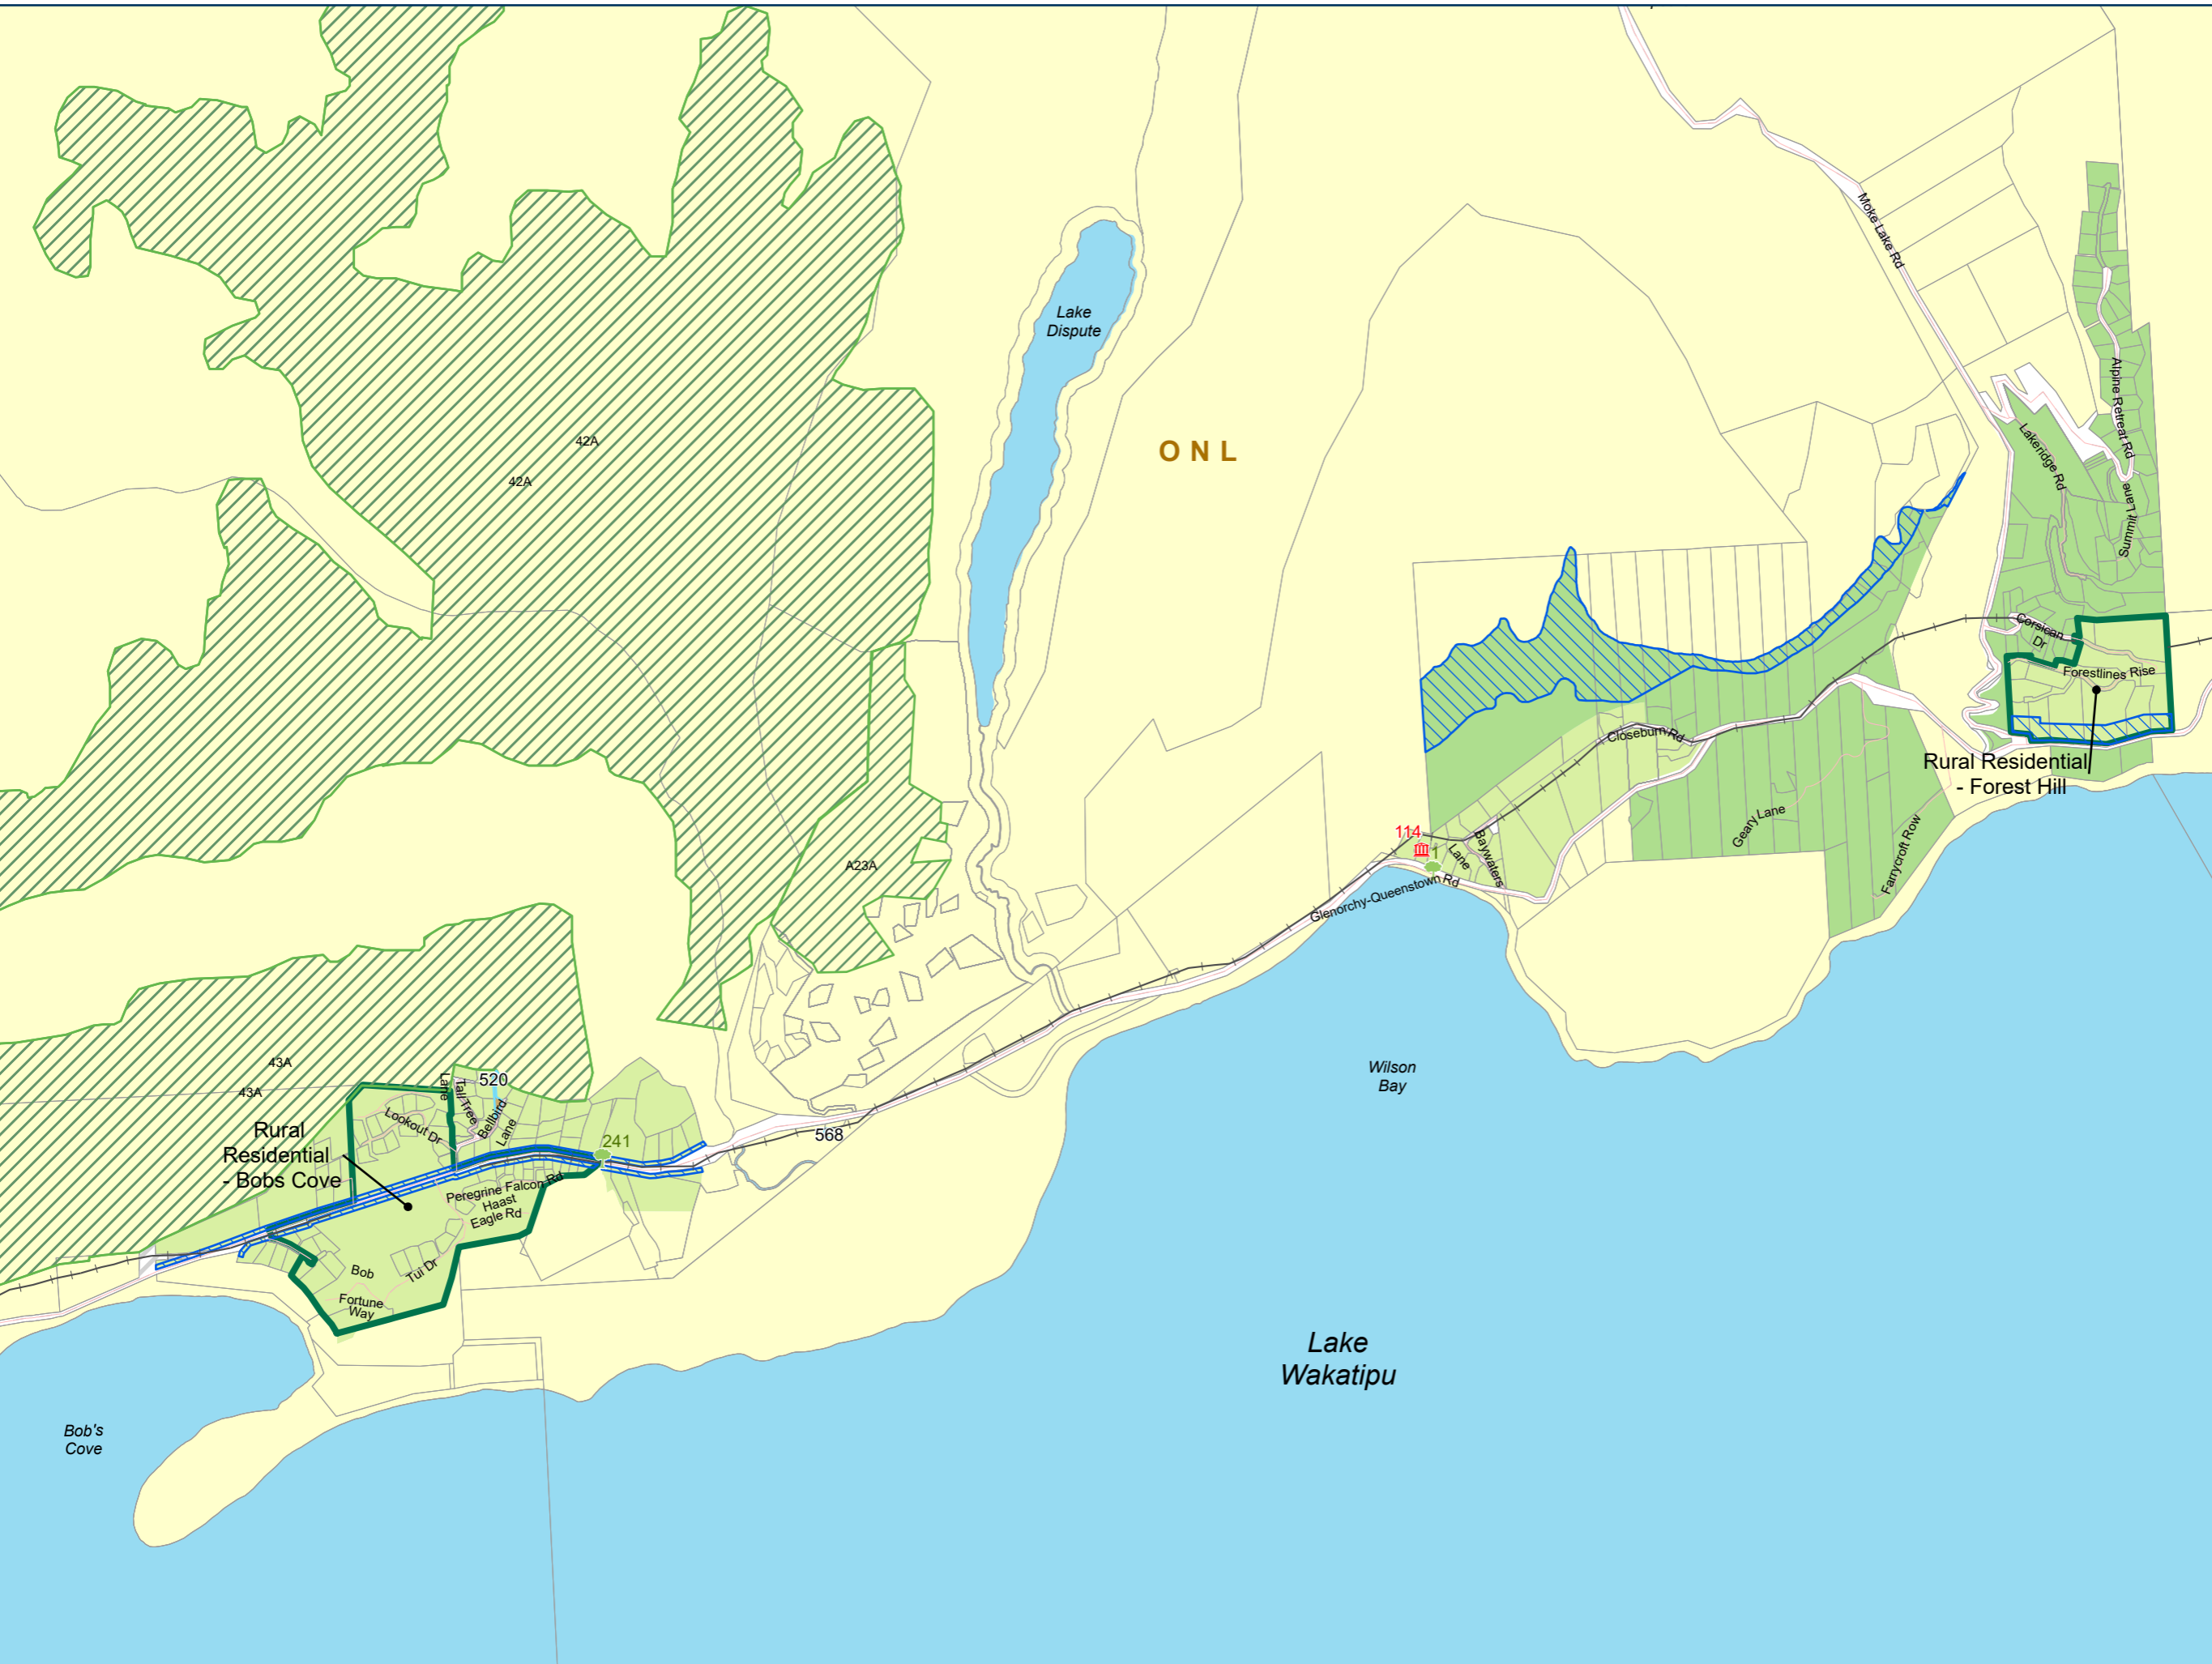 Moke Lake Rd
Lake
Dispute
Alpine Retreat Rd
42A
O N L
Lakeridge Rd
42A
Summit Lane
Corsican
Dr
Forestlines Rise
Closeburn Rd
Rural Residential
- Forest Hill
Geary Lane
114
1
Baywaters
Lane
Farrycroft Row
A23A
Glenorchy-Queenstown Rd
43A
Wilson
Bay
520
43A
Lane
Tall Tree
Lookout Dr
Bellbird
Lane
Rural
Residential
- Bobs Cove
241
568
Peregrine Falcon Rd
Haast
Eagle Rd
Bob
Tui Dr
Fortune
Way
Lake
Wakatipu
Bob's
Cove